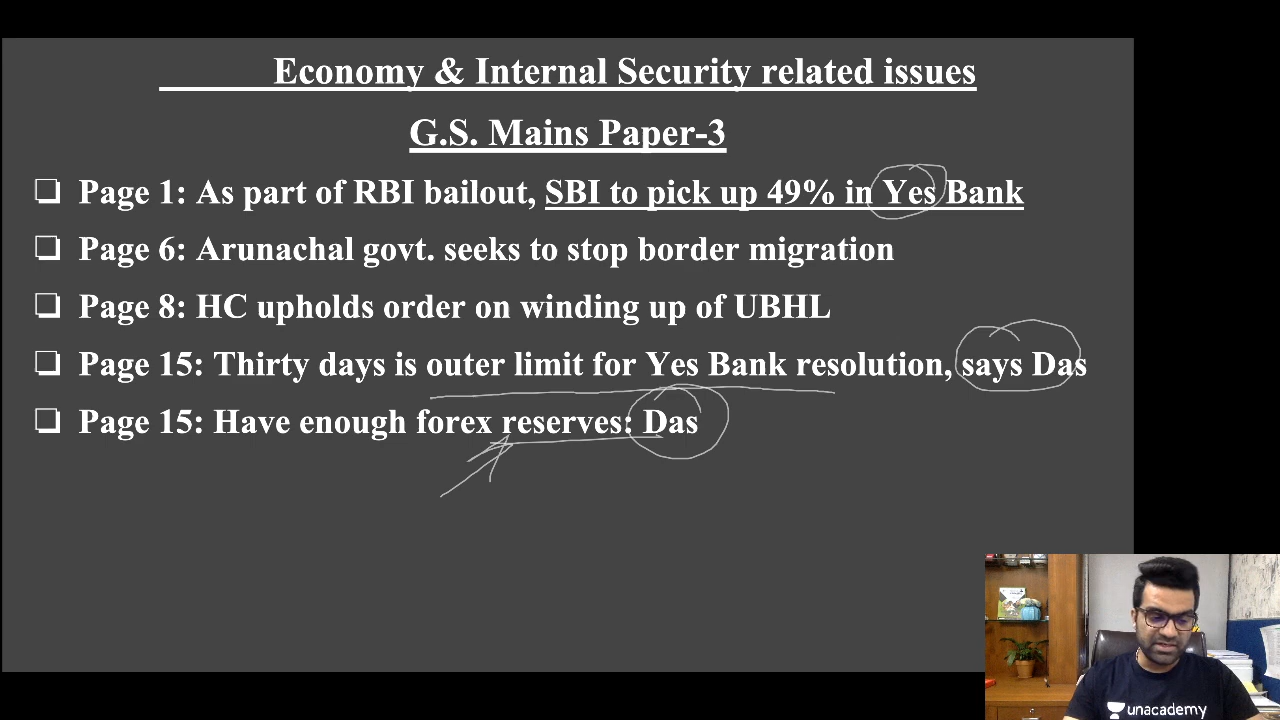 Economy & Internal Security related issues
G.S. Mains Paper-3
❏ Page 1: As part of RBI bailout, SBI to pick up 49% in Yes Bank
❏ Page 6: Arunachal govt. seeks to stop border migration
❏ Page 8: HC upholds order on winding up of UBHL
❏ Page 15: Thirty days is outer limit for Yes Bank resolution, says Das
❏ Page 15: Have enough forex reserves: Das
unacademy